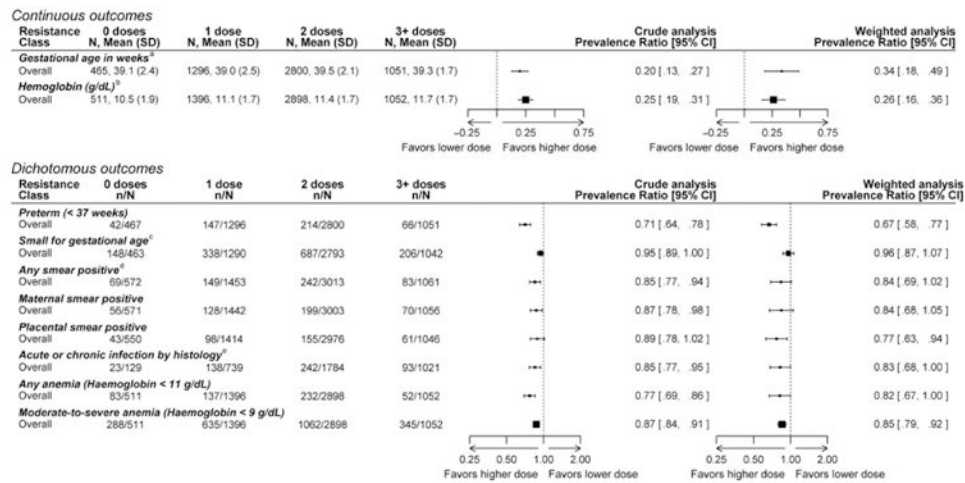 Continuous outcomes
Resistance Class 0 doses N, Mean (SD) 1 dose N, Mean (SD) 2 doses N, Mean (SD) 3+ doses N, Mean (SD) Crude analysis Prevalence Ratio [95% CI] Weighted analysis Prevalence Ratio [95% CI]
Gestational age in weeks a
Overall 465, 39.1 (2.4) 1296, 39.0 (2.5) 2800, 39.5 (2.1) 1051, 39.3 (1.7) 0.20 [.13, .27] 0.34 [.18, .49]
Hemoglobin (g/dL) b
Overall 511, 10.5 (1.9) 1396, 11.1 (1.7) 2898, 11.4 (1.7) 1052, 11.7 (1.7) 0.25 [.19, .31] 0.26 [.16, .36]
−0.25 0.25 0.75 −0.25 0.25 0.75
Favors lower dose Favors higher dose Favors lower dose Favors higher dose
Dichotomous outcomes
Resistance Class 0 doses n/N 1 dose n/N 2 doses n/N 3+ doses n/N Crude analysis Prevalence Ratio [95% CI] Weighted analysis Prevalence Ratio [95% CI]
Preterm (< 37 weeks)
Overall 42/467 147/1296 214/2800 66/1051 0.71 [.64, .78] 0.67 [.58, .77]
Small for gestational age c
Overall 148/463 338/1290 687/2793 206/1042 0.95 [.89, 1.00] 0.96 [.87, 1.07]
Any smear positive d
Overall 69/572 149/1453 242/3013 83/1061 0.85 [.77, .94] 0.84 [.69, 1.02]
Maternal smear positive
Overall 56/571 128/1442 199/3003 70/1056 0.87 [.78, .98] 0.84 [.68, 1.05]
Placental smear positive
Overall 43/550 98/1414 155/2976 61/1046 0.89 [.78, 1.02] 0.77 [.63, .94]
Acute or chronic infection by histology e
Overall 23/129 138/739 242/1784 93/1021 0.85 [.77, .95] 0.83 [.68, 1.00]
Any anemia (Haemoglobin < 11 g/dL)
Overall 83/511 137/1396 232/2898 52/1052 0.77 [.69, .86] 0.82 [.67, 1.00]
Moderate-to-severe anemia (Haemoglobin < 9 g/dL)
Overall 288/511 635/1396 1062/2898 345/1052 0.87 [.84, .91] 0.85 [.79, .92]
0.25 0.50 1.00 2.00 0.25 0.50 1.00 2.00
Favors higher dose Favors lower dose Favors higher dose Favors lower dose